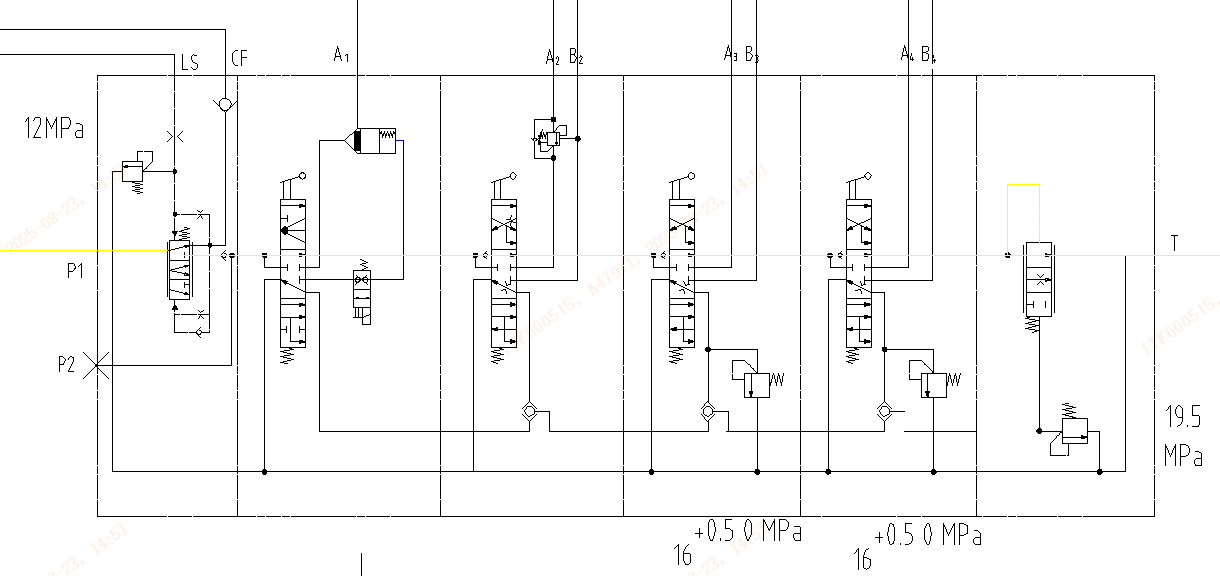 LS
CF
A1
A2 B2
A3 B3
A4 B4
12MPa
P1
T
P2
19.5
MPa
+0.5 0 MPa
16
+0.5 0 MPa
16